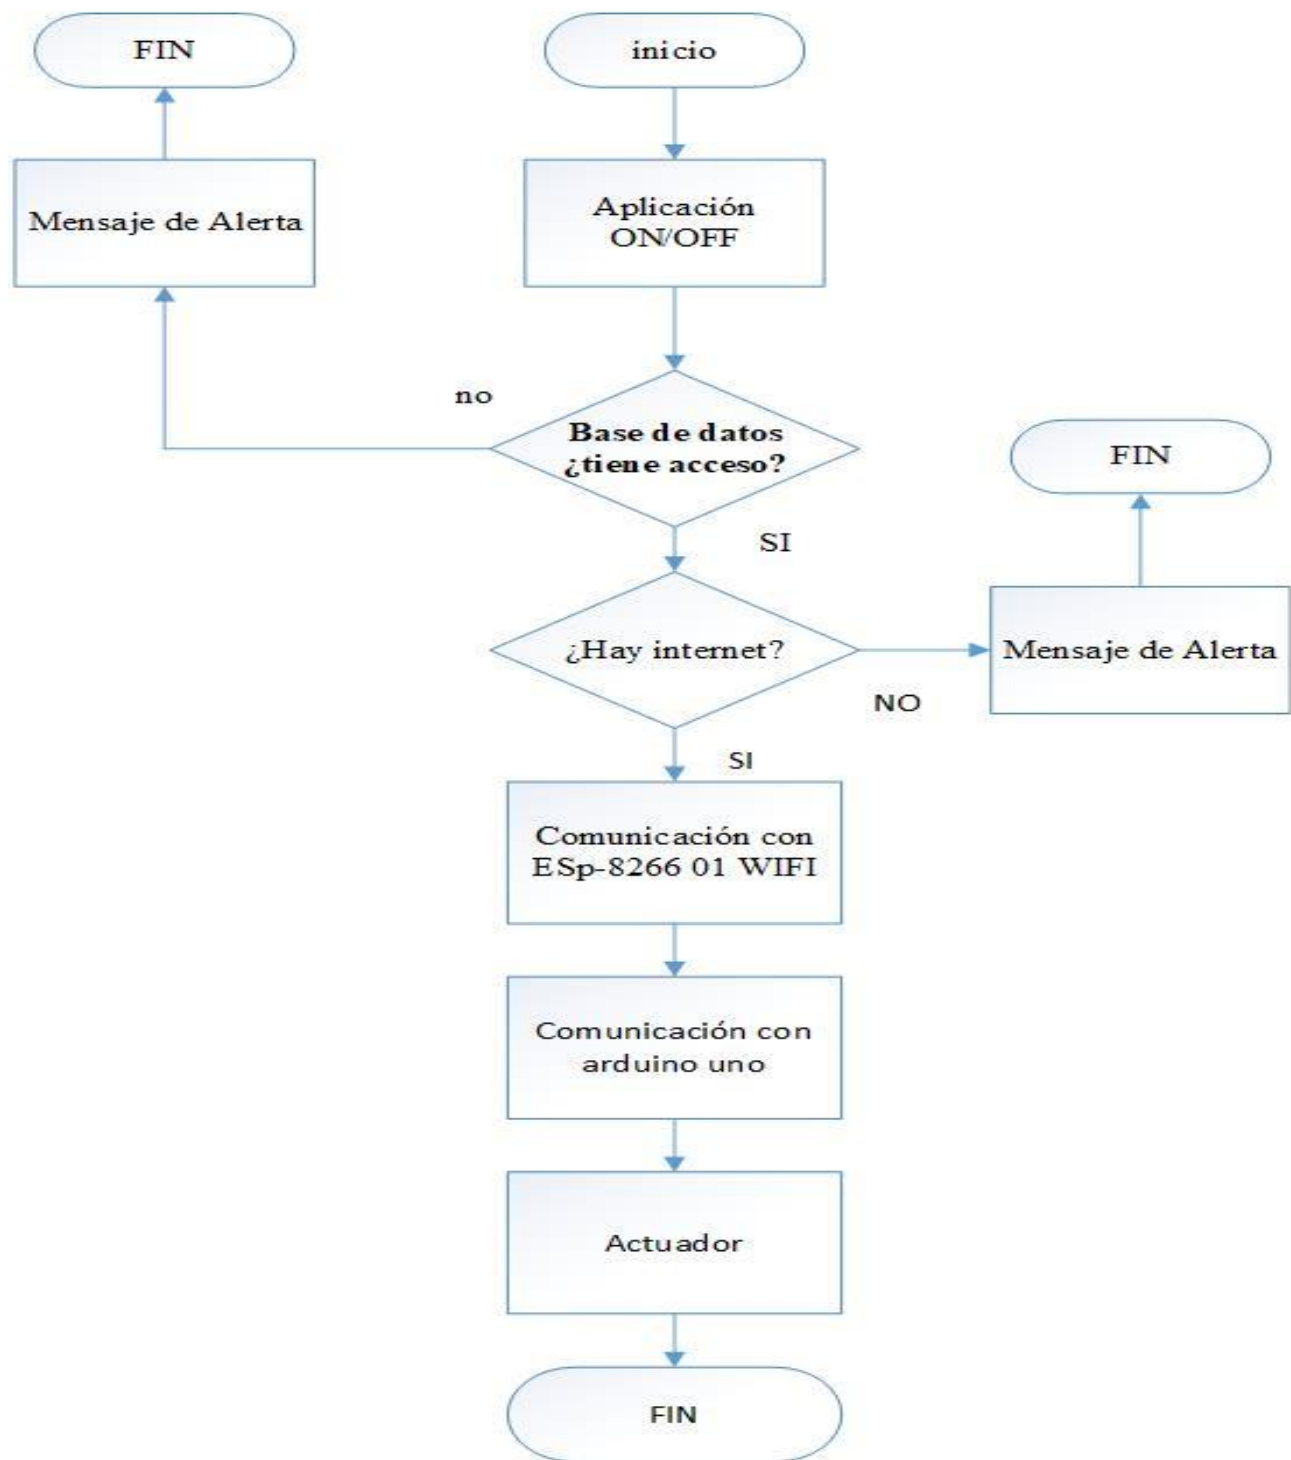 FIN
inicio
Mensaje de Alerta
Aplicación
ON/OFF
no
Base de datos
¿tiene acceso?
FIN
SI
¿Hay internet?
Mensaje de Alerta
NO
SI
Comunicación con
ESp-8266 01 WIFI
Comunicación con
arduino uno
Actuador
FIN